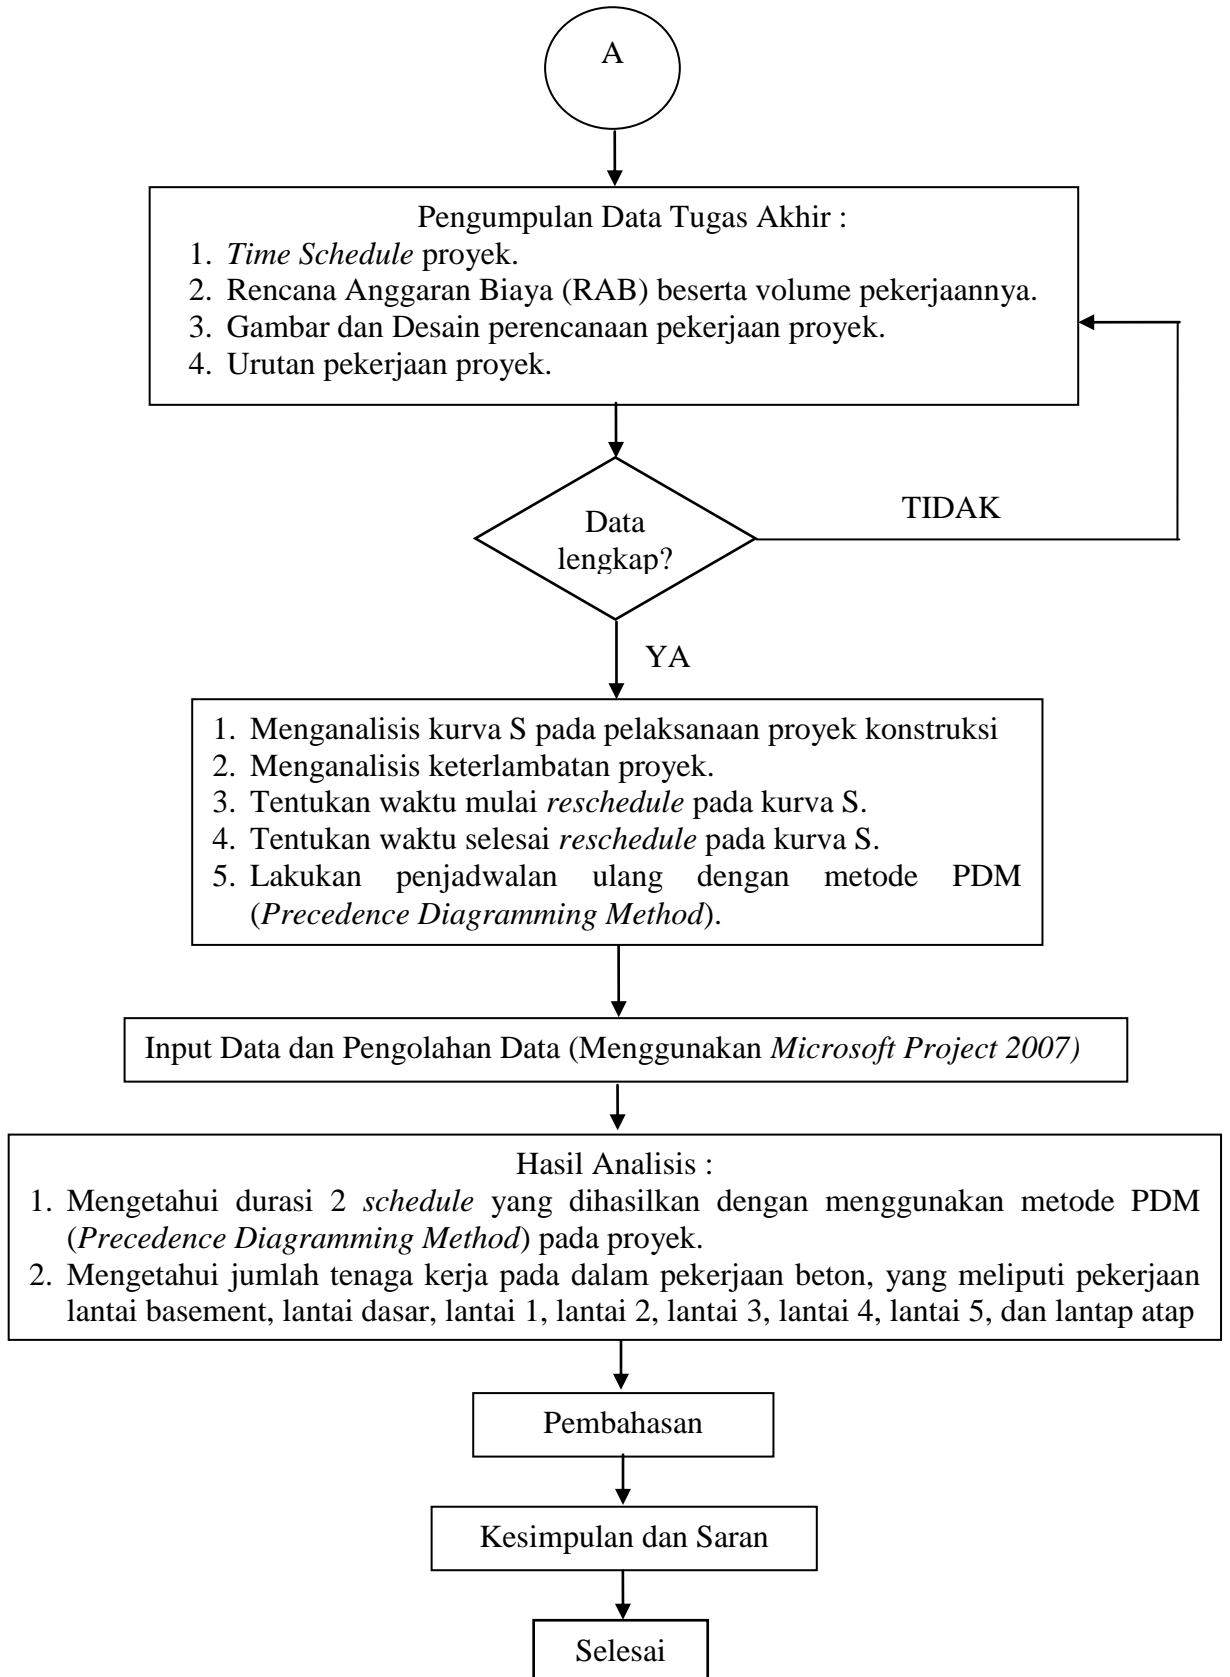 A
Pengumpulan Data Tugas Akhir :
1. Time Schedule proyek.
2. Rencana Anggaran Biaya (RAB) beserta volume pekerjaannya.
3. Gambar dan Desain perencanaan pekerjaan proyek.
4. Urutan pekerjaan proyek.
Data
lengkap?
TIDAK
YA
1. Menganalisis kurva S pada pelaksanaan proyek konstruksi
2. Menganalisis keterlambatan proyek.
3. Tentukan waktu mulai reschedule pada kurva S.
4. Tentukan waktu selesai reschedule pada kurva S.
5. Lakukan penjadwalan ulang dengan metode PDM
(Precedence Diagramming Method).
Input Data dan Pengolahan Data (Menggunakan Microsoft Project 2007)
Hasil Analisis :
1. Mengetahui durasi 2 schedule yang dihasilkan dengan menggunakan metode PDM
(Precedence Diagramming Method) pada proyek.
2. Mengetahui jumlah tenaga kerja pada dalam pekerjaan beton, yang meliputi pekerjaan
lantai basement, lantai dasar, lantai 1, lantai 2, lantai 3, lantai 4, lantai 5, dan lantap atap
Pembahasan
Kesimpulan dan Saran
Selesai